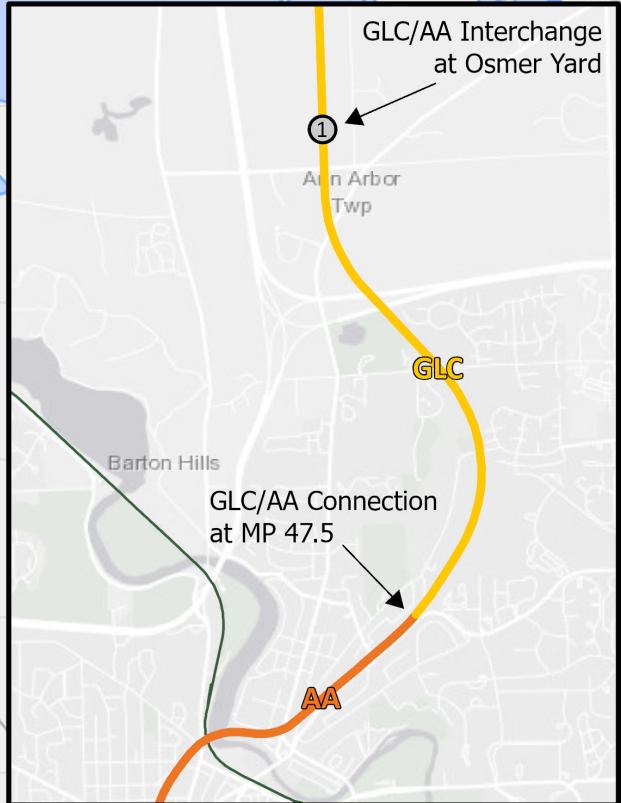 GLC/AA Interchange
at Osmer Yard
1
Ann Arbor
Twp
GLC
Barton Hills
GLC/AA Connection
at MP 47.5
AA